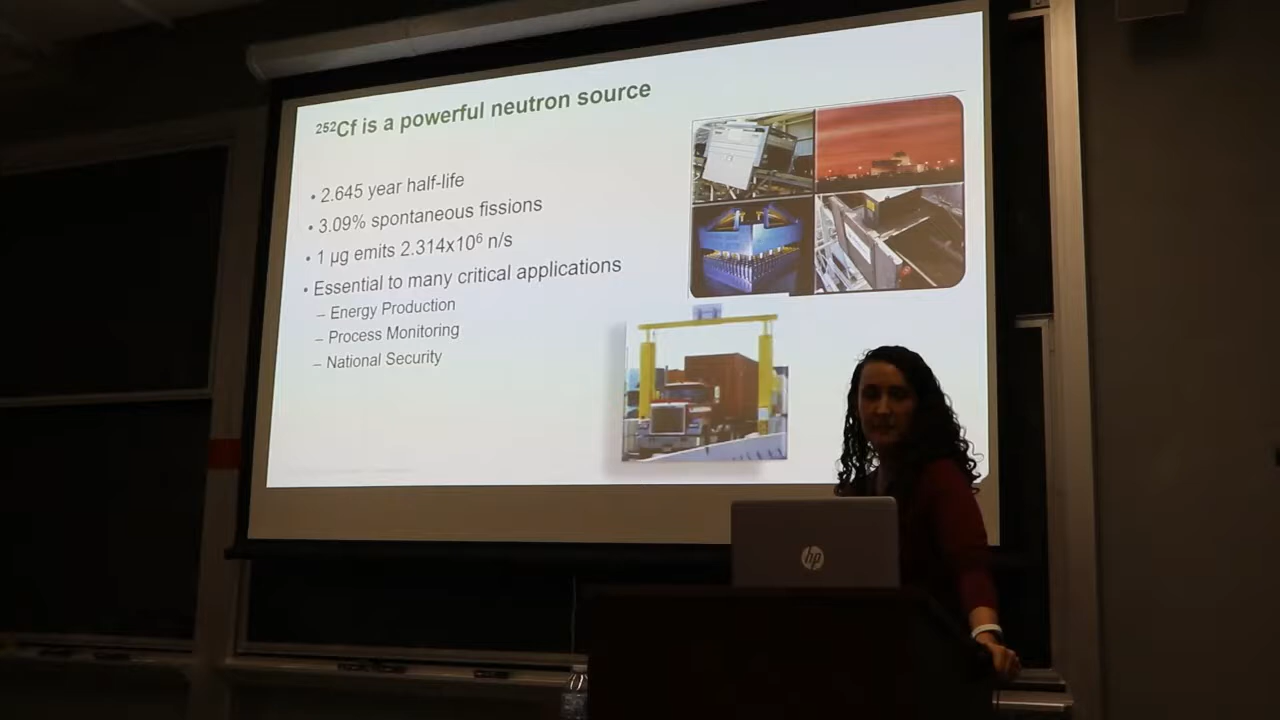 ²⁵²Cf is a powerful neutron source
• 2.645 year half-life
• 3.09% spontaneous fissions
• 1 µg emits 2.314x10⁶ n/s
• Essential to many critical applications
– Energy Production
– Process Monitoring
– National Security
hp